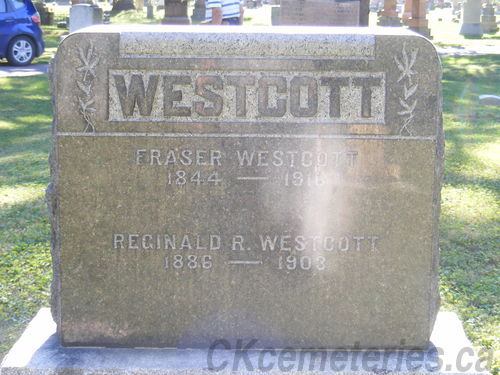 WESTCOTT
FRASER WESTCOTT
1844 — 1916
REGINALD R. WESTCOTT
1886 — 1903
CKcemeteries.ca